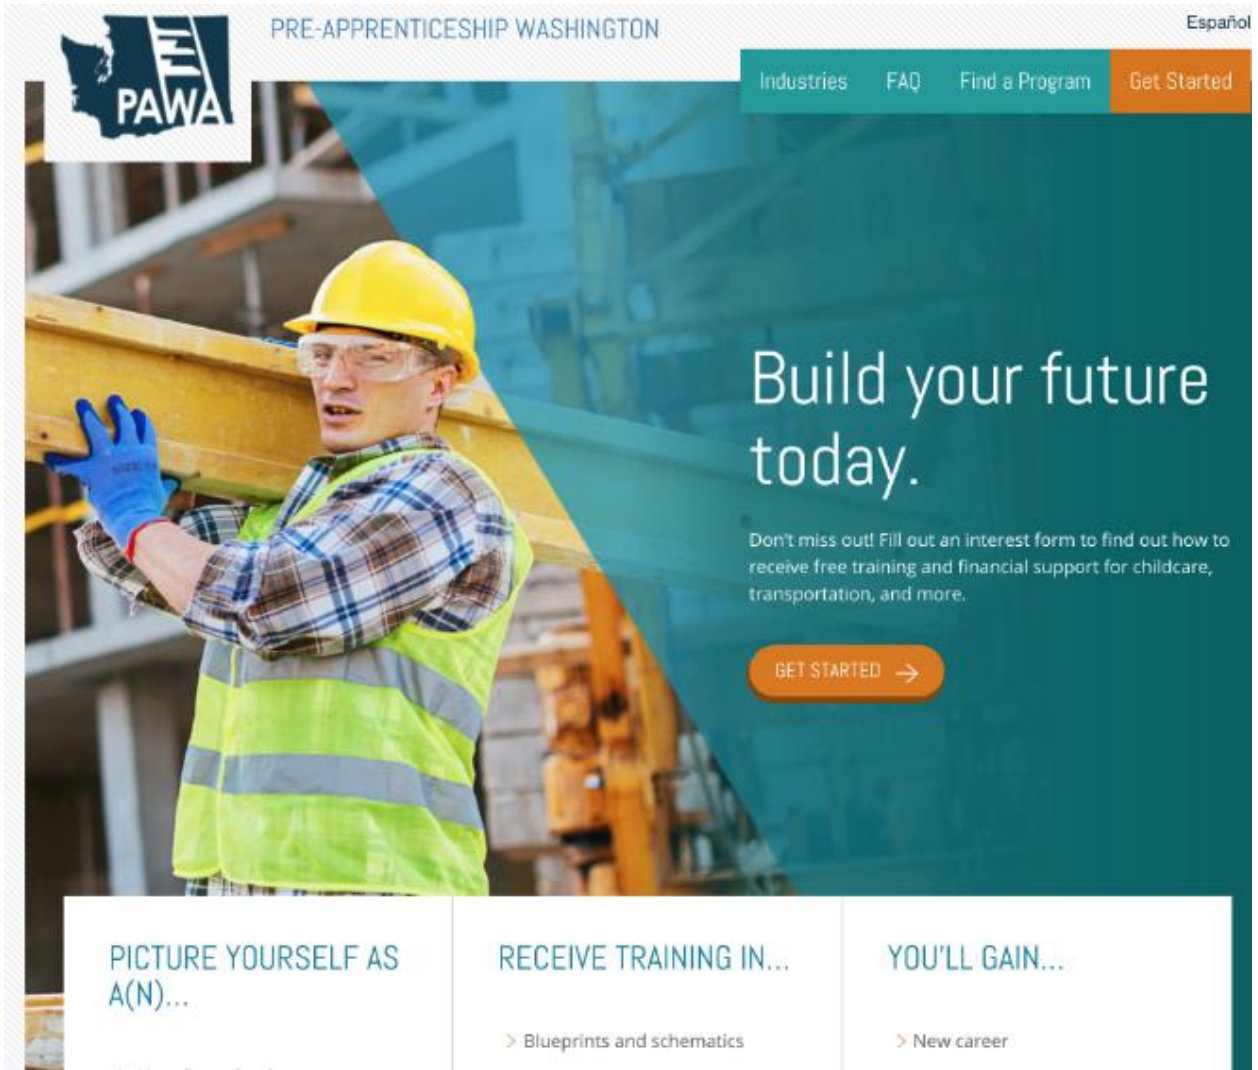 PRE-APPRENTICESHIP WASHINGTON
Español
PAWA
Industries FAQ Find a Program Get Started
Build your future
today.
Don't miss out! Fill out an interest form to find out how to
receive free training and financial support for childcare,
transportation, and more.
GET STARTED
PICTURE YOURSELF AS
A(N)...
RECEIVE TRAINING IN...
Blueprints and schematics
YOU'LL GAIN...
New career